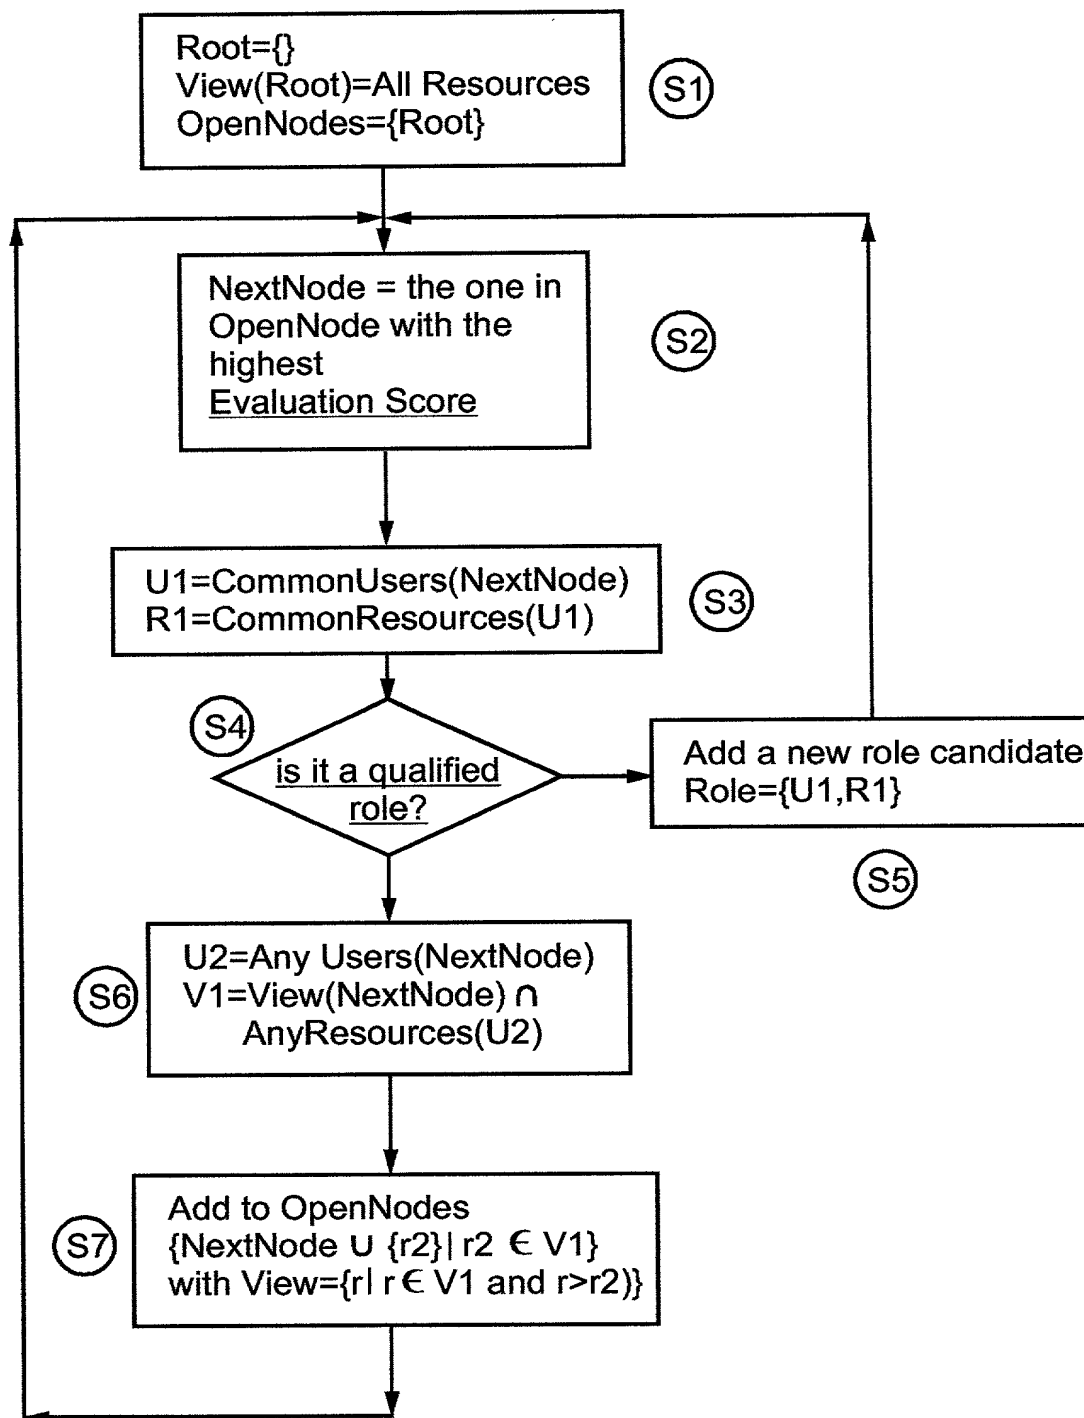 Root={}
View(Root)=All Resources
OpenNodes={Root}
S1
NextNode = the one in
OpenNode with the
highest
Evaluation Score
S2
U1=CommonUsers(NextNode)
R1=CommonResources(U1)
S3
S4
is it a qualified
role?
Add a new role candidate
Role={U1,R1}
S5
U2=Any Users(NextNode)
V1=View(NextNode) ∩
AnyResources(U2)
S6
Add to OpenNodes
{NextNode ∪ {r2}| r2 ∈ V1}
with View={r| r ∈ V1 and r>r2)}
S7